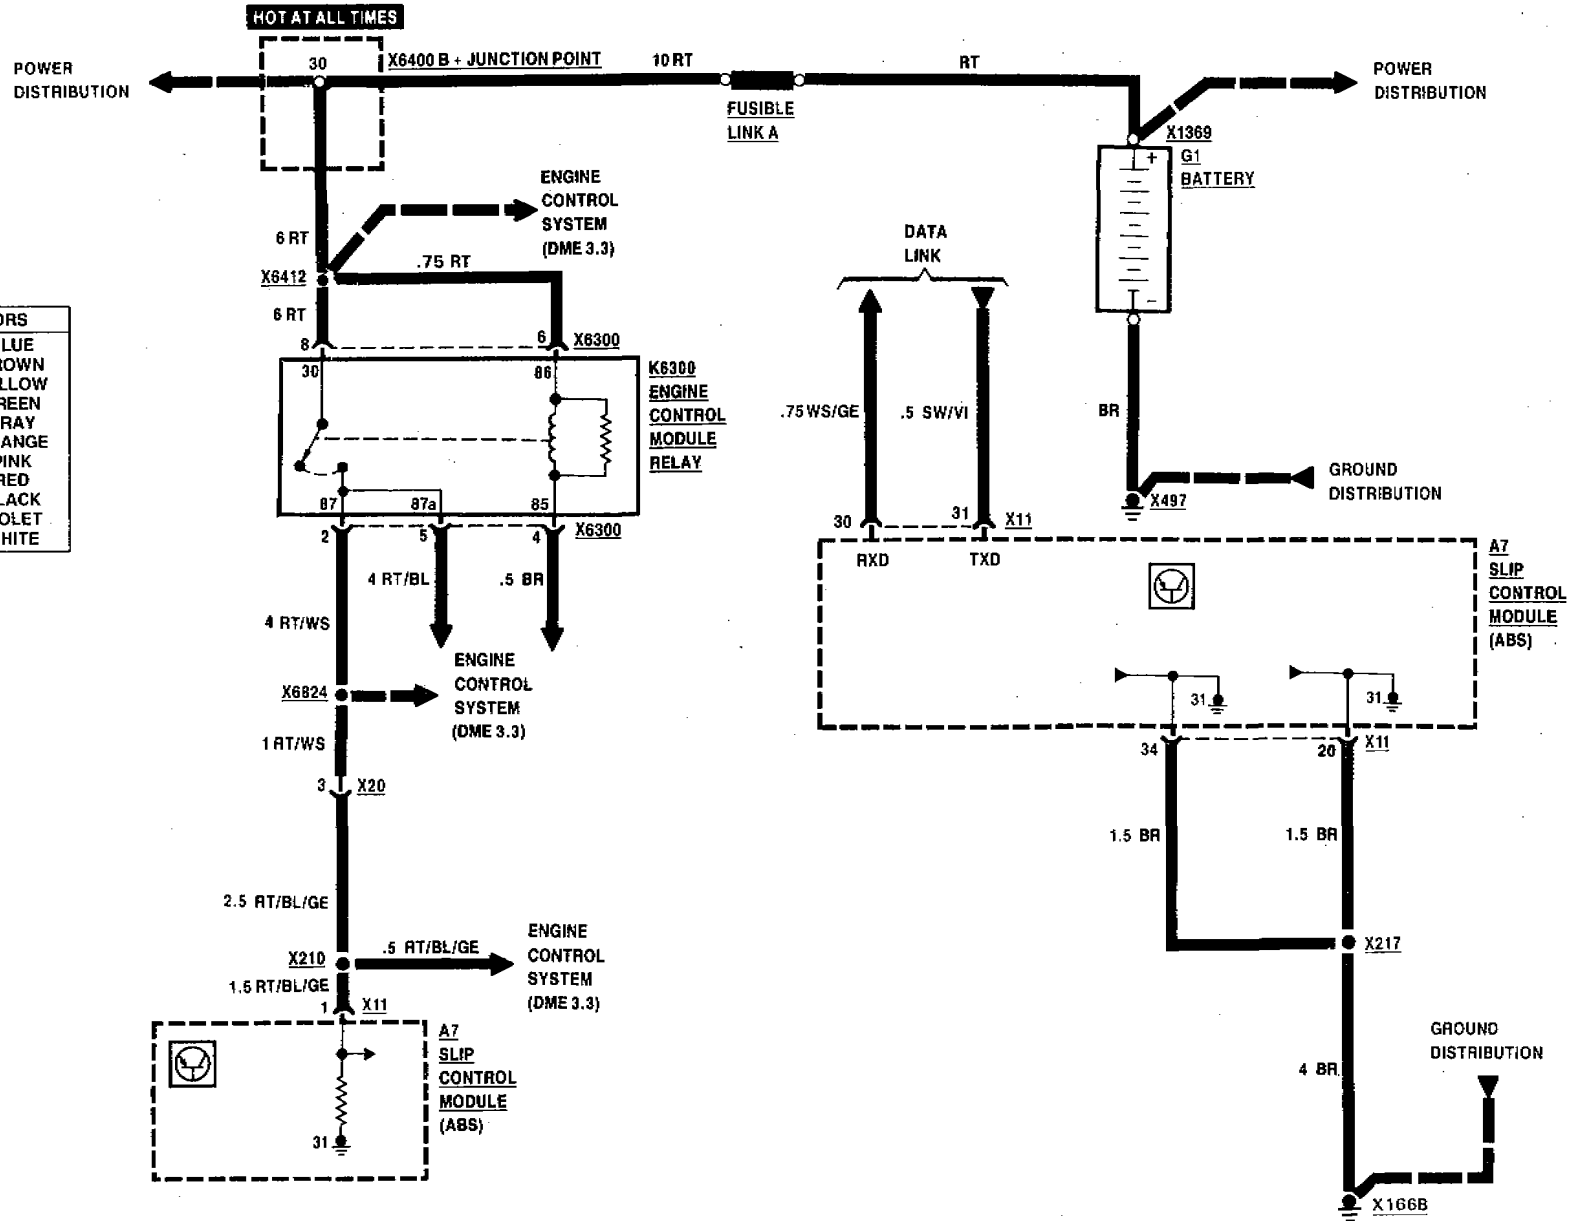 HOT AT ALL TIMES
POWER
DISTRIBUTION
30
X6400 B + JUNCTION POINT
10 RT
FUSIBLE
LINK A
RT
POWER
DISTRIBUTION
X1369
G1
BATTERY
+
-
ENGINE
CONTROL
SYSTEM
(DME 3.3)
6 RT
X6412
.75 RT
6 RT
8
6
X6300
30
86
K6300
ENGINE
CONTROL
MODULE
RELAY
87
87a
85
2
5
4
X6300
ORS
LUE
ROWN
LLOW
REEN
RAY
ANGE
PINK
RED
LACK
OLET
HITE
DATA
LINK
.75 WS/GE
.5 SW/VI
BR
GROUND
DISTRIBUTION
X497
30
31
X11
RXD
TXD
A7
SLIP
CONTROL
MODULE
(ABS)
31
31
34
20
X11
4 RT/BL
.5 BR
4 RT/WS
ENGINE
CONTROL
SYSTEM
(DME 3.3)
X6824
1 RT/WS
3
X20
2.5 RT/BL/GE
X210
.5 RT/BL/GE
ENGINE
CONTROL
SYSTEM
(DME 3.3)
1.5 RT/BL/GE
1
X11
A7
SLIP
CONTROL
MODULE
(ABS)
31
1.5 BR
1.5 BR
X217
4 BR
GROUND
DISTRIBUTION
X166B